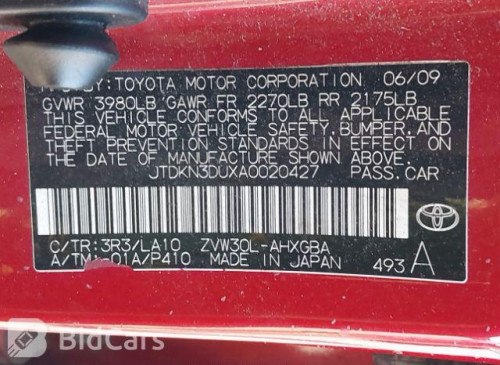 MFG BY:TOYOTA MOTOR CORPORATION 06/09
GVWR 3980LB GAWR FR 2270LB RR 2175LB
THIS VEHICLE CONFORMS TO ALL APPLICABLE
FEDERAL MOTOR VEHICLE SAFETY, BUMPER, AND
THEFT PREVENTION STANDARDS IN EFFECT ON
THE DATE OF MANUFACTURE SHOWN ABOVE.
JTDKN3DUXA0020427 PASS.CAR
C/TR:3R3/LA10 ZVW30L-AHXGBA
A/TM:-01A/P410 MADE IN JAPAN
TOYOTA
493 A
BidCars